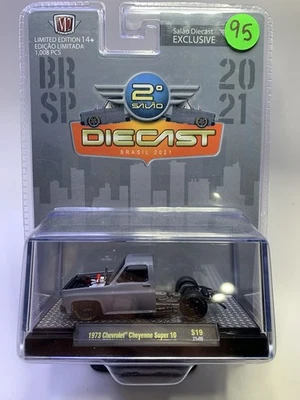 M2
LIMITED EDITION 14+
EDIÇÃO LIMITADA
1,008 PCS
Salão Diecast
EXCLUSIVE
95
BR
SP
20
21
2º
SALÃO
DIECAST
BRASIL 2021
1973 Chevrolet Cheyenne Super 10
S19